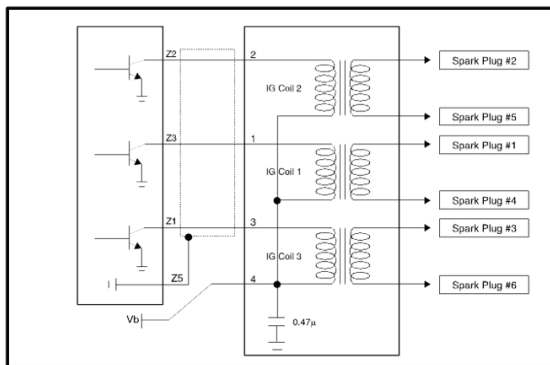 Z2
2
Spark Plug #2
IG Coil 2
Spark Plug #5
Z3
1
Spark Plug #1
IG Coil 1
Spark Plug #4
Z1
3
Spark Plug #3
IG Coil 3
Z5
4
Spark Plug #6
Vb
0.47μ